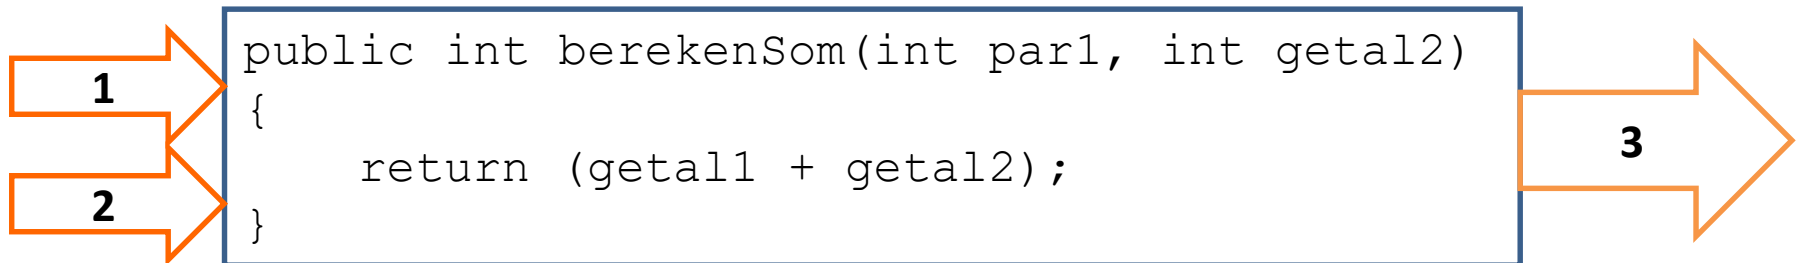 public int berekenSom(int par1, int getal2)
1
{
return (getal1 + getal2);
3
2
}